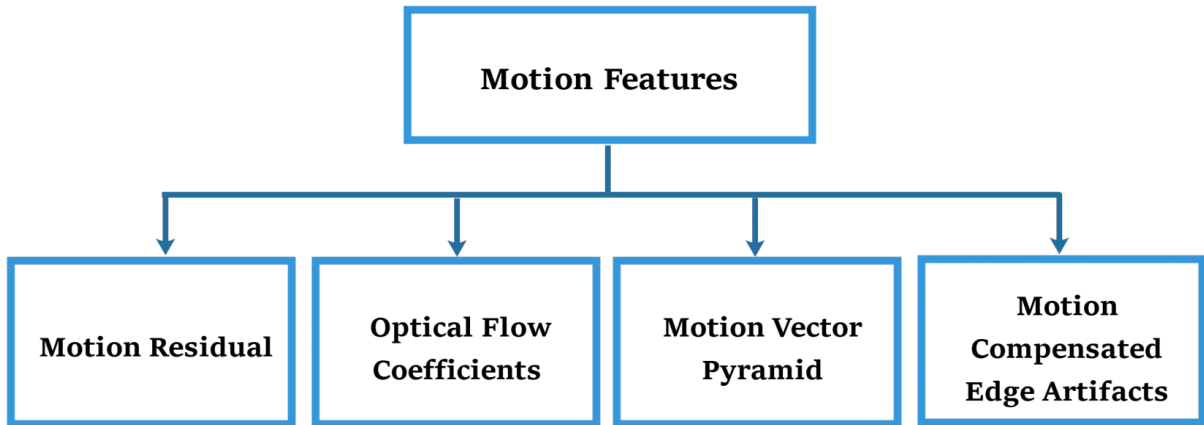 Motion Features
Motion Residual
Optical Flow
Coefficients
Motion Vector
Pyramid
Motion
Compensated
Edge Artifacts